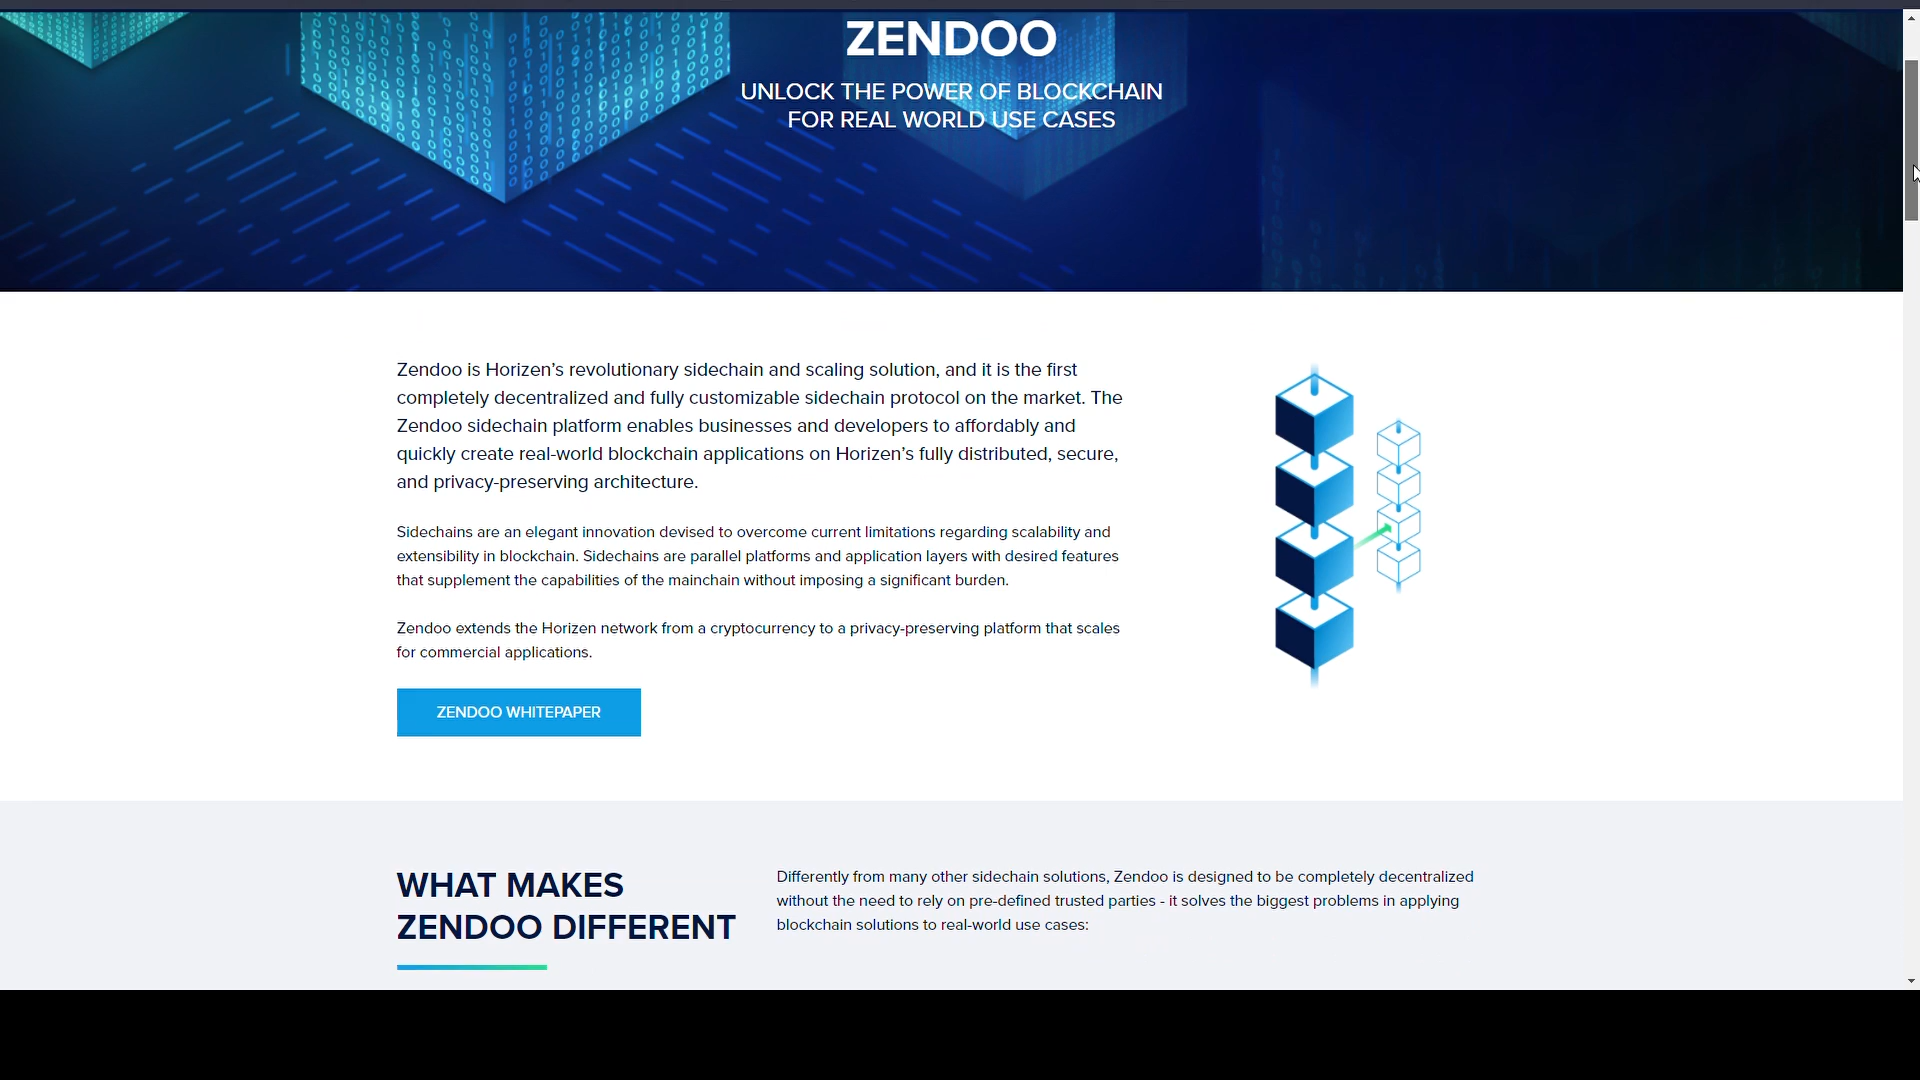 ZENDOO
UNLOCK THE POWER OF BLOCKCHAIN
FOR REAL WORLD USE CASES
Zendoo is Horizen’s revolutionary sidechain and scaling solution, and it is the first
completely decentralized and fully customizable sidechain protocol on the market. The
Zendoo sidechain platform enables businesses and developers to affordably and
quickly create real-world blockchain applications on Horizen’s fully distributed, secure,
and privacy-preserving architecture.
Sidechains are an elegant innovation devised to overcome current limitations regarding scalability and
extensibility in blockchain. Sidechains are parallel platforms and application layers with desired features
that supplement the capabilities of the mainchain without imposing a significant burden.
Zendoo extends the Horizen network from a cryptocurrency to a privacy-preserving platform that scales
for commercial applications.
ZENDOO WHITEPAPER
WHAT MAKES
ZENDOO DIFFERENT
Differently from many other sidechain solutions, Zendoo is designed to be completely decentralized
without the need to rely on pre-defined trusted parties - it solves the biggest problems in applying
blockchain solutions to real-world use cases: